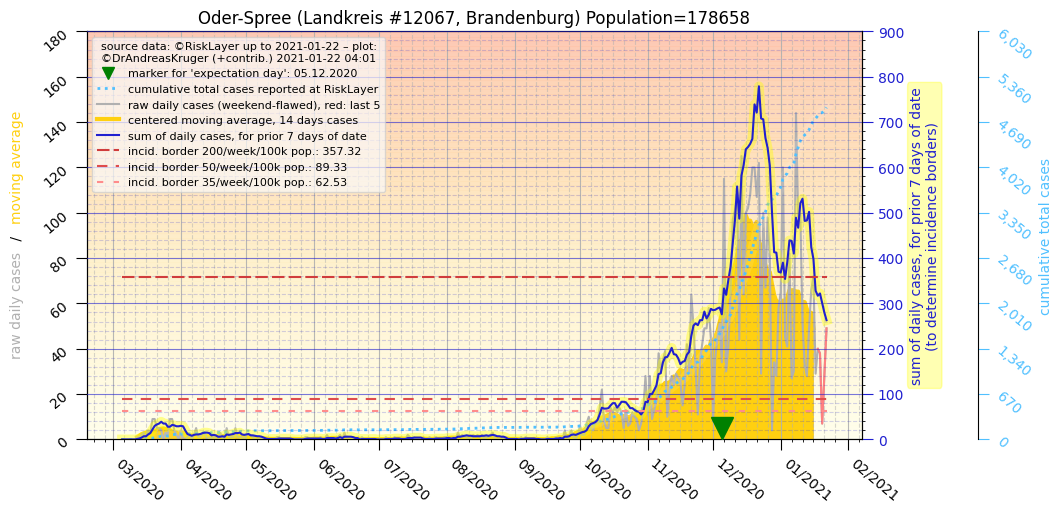 Oder-Spree (Landkreis #12067, Brandenburg) Population=178658
source data: ©RiskLayer up to 2021-01-22 – plot:
©DrAndreasKruger (+contrib.) 2021-01-22 04:01
marker for 'expectation day': 05.12.2020
cumulative total cases reported at RiskLayer
raw daily cases (weekend-flawed), red: last 5
centered moving average, 14 days cases
sum of daily cases, for prior 7 days of date
incid. border 200/week/100k pop.: 357.32
incid. border 50/week/100k pop.: 89.33
incid. border 35/week/100k pop.: 62.53
raw daily cases / moving average
180
160
140
120
100
80
60
40
20
0
03/2020
04/2020
05/2020
06/2020
07/2020
08/2020
09/2020
10/2020
11/2020
12/2020
01/2021
02/2021
900
800
700
600
500
400
300
200
100
0
sum of daily cases, for prior 7 days of date
(to determine incidence borders)
6,030
5,360
4,690
4,020
3,350
2,680
2,010
1,340
670
0
cumulative total cases